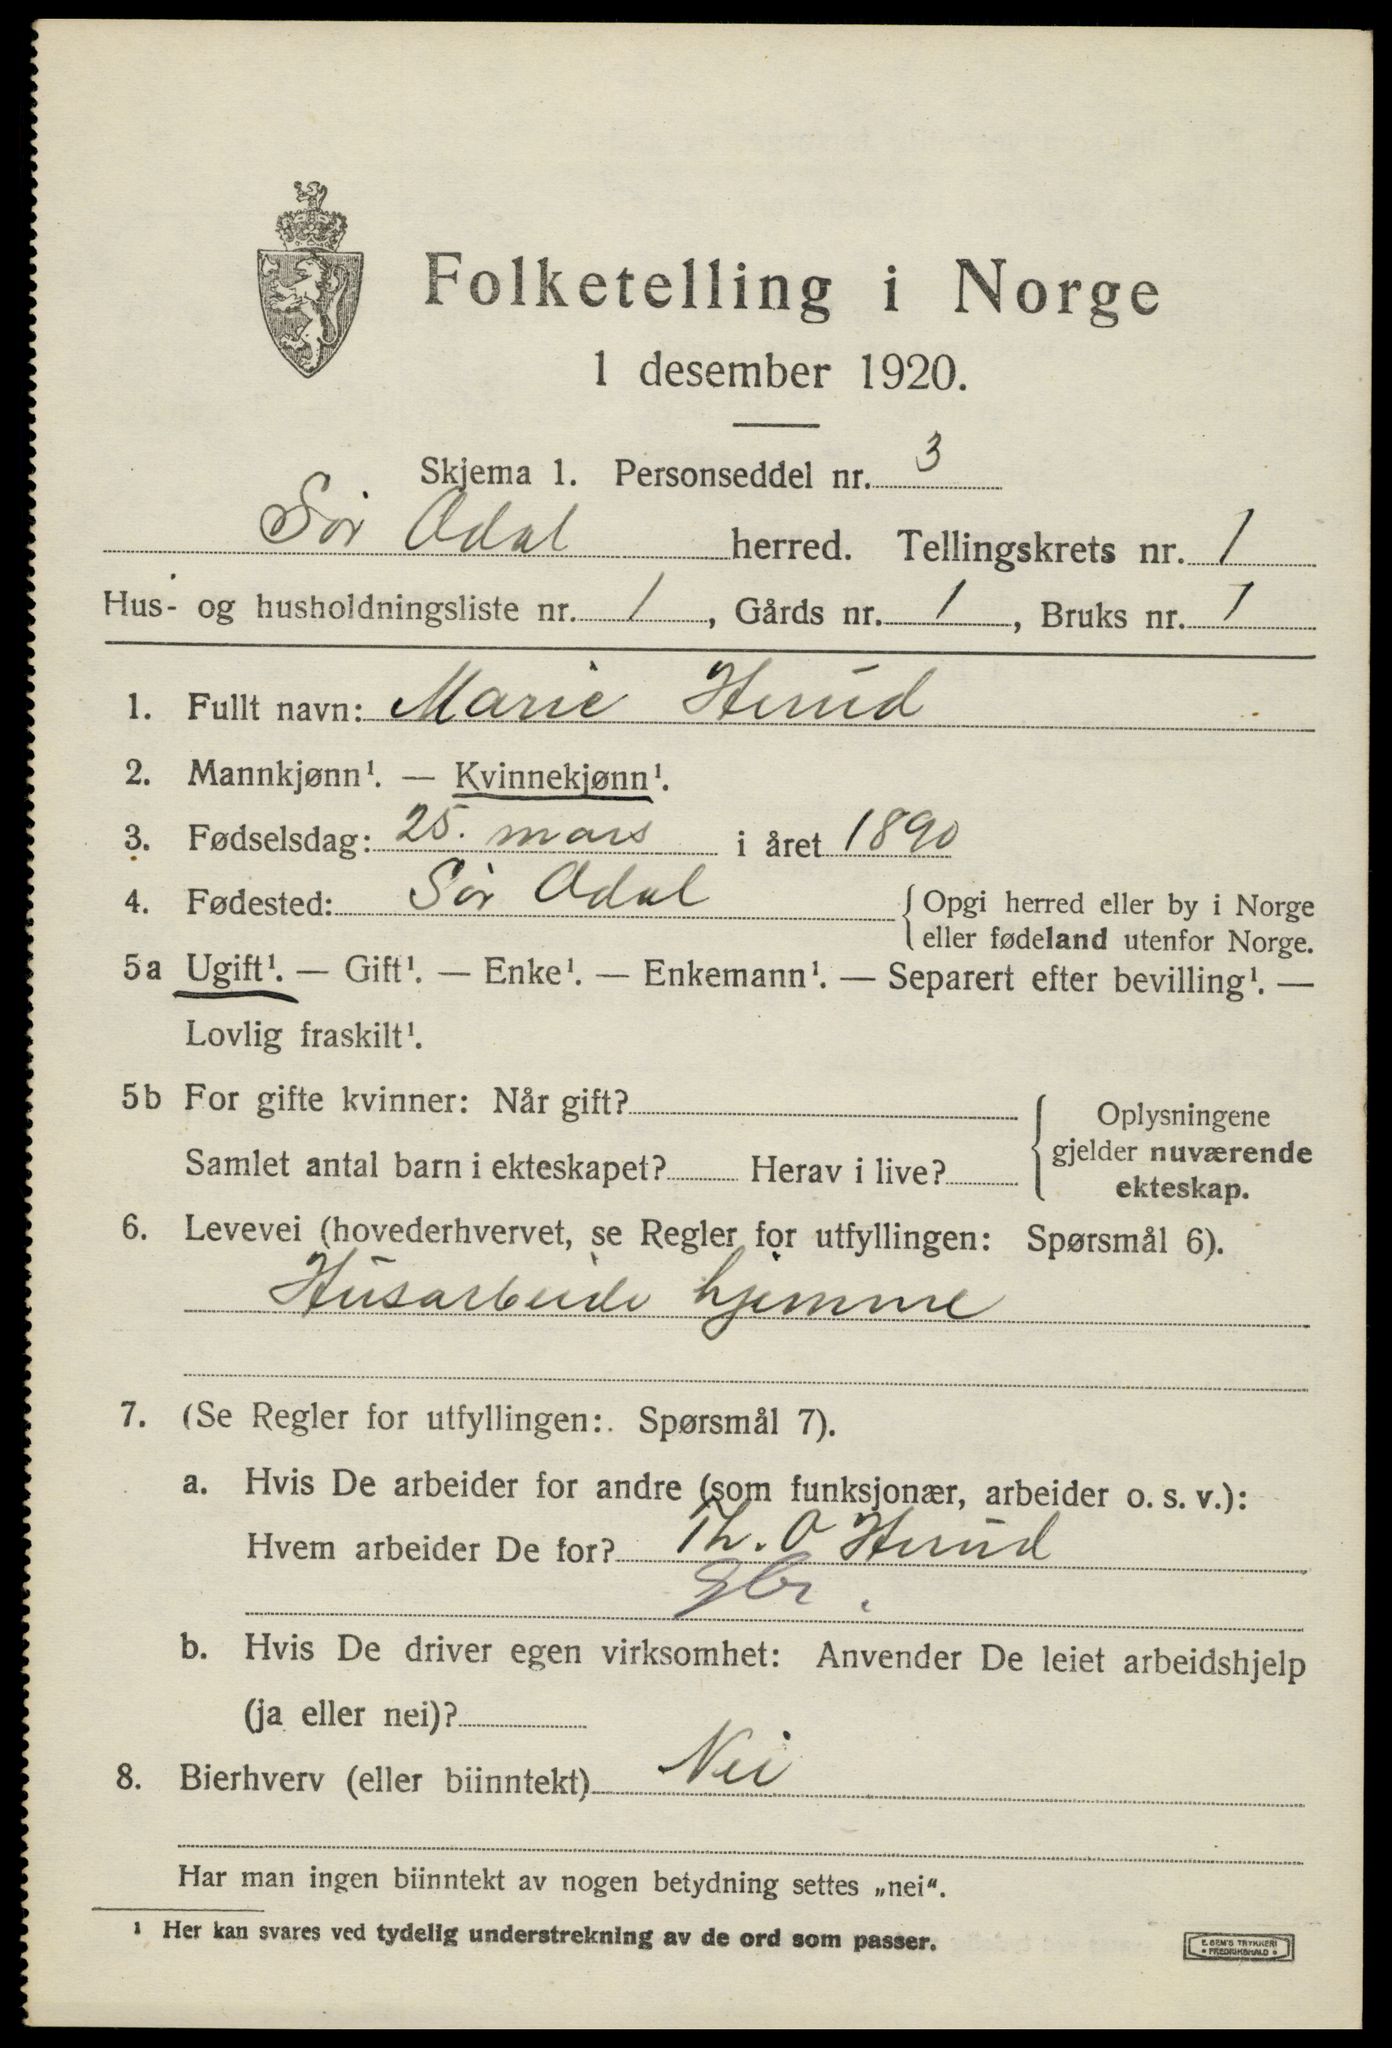 Folketelling i Norge
1 desember 1920.
Skjema 1. Personseddel nr. 3
Sør Odal herred. Tellingskrets nr. 1
Hus- og husholdningsliste nr. 1, Gårds nr. 1, Bruks nr. 1
1. Fullt navn: Marie Herud
2. Mannkjønn¹. — Kvinnekjønn¹.
3. Fødselsdag: 25. mars i året 1890
4. Fødested: Sør Odal {Opgi herred eller by i Norge
eller fødeland utenfor Norge.
5a Ugift¹. — Gift¹. — Enke¹. — Enkemann¹. — Separert efter bevilling¹. —
Lovlig fraskilt¹.
5b For gifte kvinner: Når gift?
Samlet antal barn i ekteskapet? Herav i live?
Oplysningene
gjelder nuværende
ekteskap.
6. Levevei (hovederhvervet, se Regler for utfyllingen: Spørsmål 6).
Husarbeide hjemme
7. (Se Regler for utfyllingen: Spørsmål 7).
a. Hvis De arbeider for andre (som funksjonær, arbeider o. s. v.):
Hvem arbeider De for? Th. O Herud
gbr.
b. Hvis De driver egen virksomhet: Anvender De leiet arbeidshjelp
(ja eller nei)?
8. Bierhverv (eller biinntekt) Nei
Har man ingen biinntekt av nogen betydning settes „nei“.
¹ Her kan svares ved tydelig understrekning av de ord som passer.
E. SEM'S TRYKKERI
• FREDRIKSHALD •